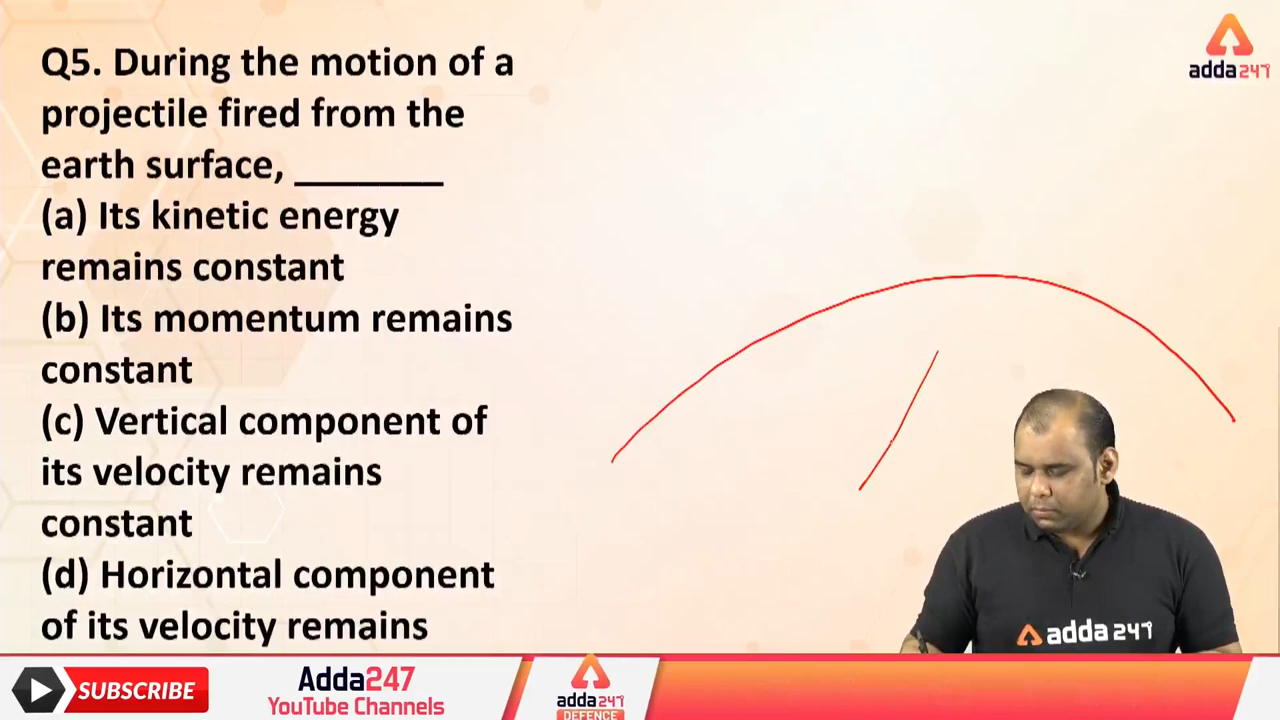 Q5. During the motion of a
projectile fired from the
earth surface, _______
(a) Its kinetic energy
remains constant
(b) Its momentum remains
constant
(c) Vertical component of
its velocity remains
constant
(d) Horizontal component
of its velocity remains
adda247
adda247
SUBSCRIBE
Adda247
YouTube Channels
adda247
DEFENCE